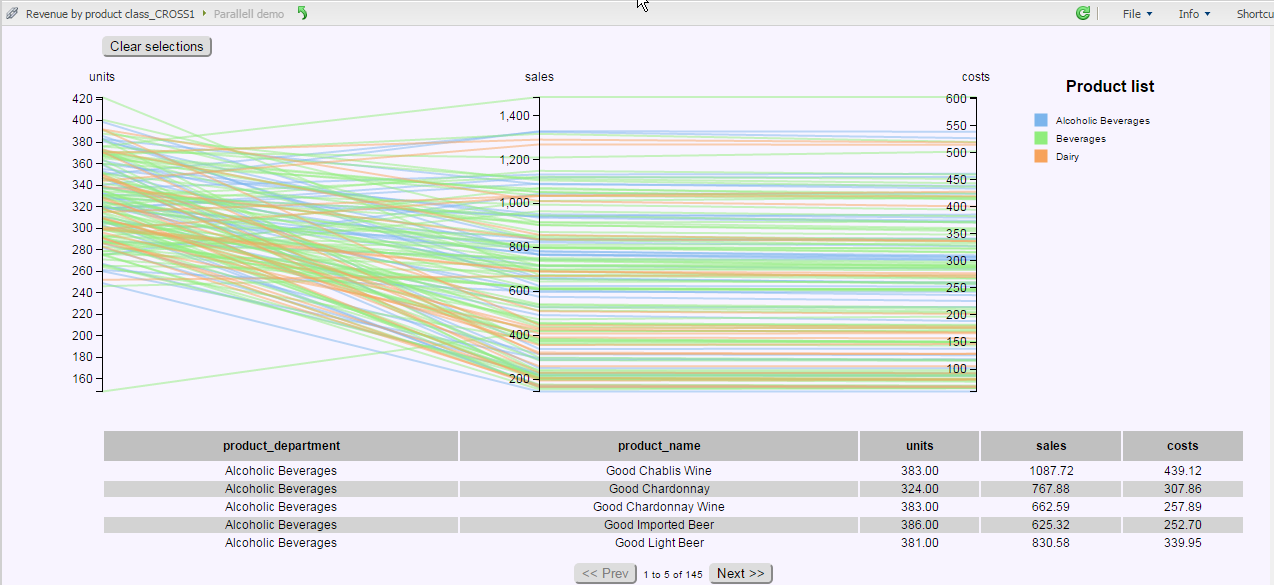 Revenue by product class_CROSS1 Parallell demo File Info Shortcu
Clear selections
units sales costs
Product list
Alcoholic Beverages
Beverages
Dairy
420
400
380
360
340
320
300
280
260
240
220
200
180
160
1,400
1,200
1,000
800
600
400
200
600
550
500
450
400
350
300
250
200
150
100
product_department product_name units sales costs
Alcoholic Beverages Good Chablis Wine 383.00 1087.72 439.12
Alcoholic Beverages Good Chardonnay 324.00 767.88 307.86
Alcoholic Beverages Good Chardonnay Wine 383.00 662.59 257.89
Alcoholic Beverages Good Imported Beer 386.00 625.32 252.70
Alcoholic Beverages Good Light Beer 381.00 830.58 339.95
<< Prev 1 to 5 of 145 Next >>